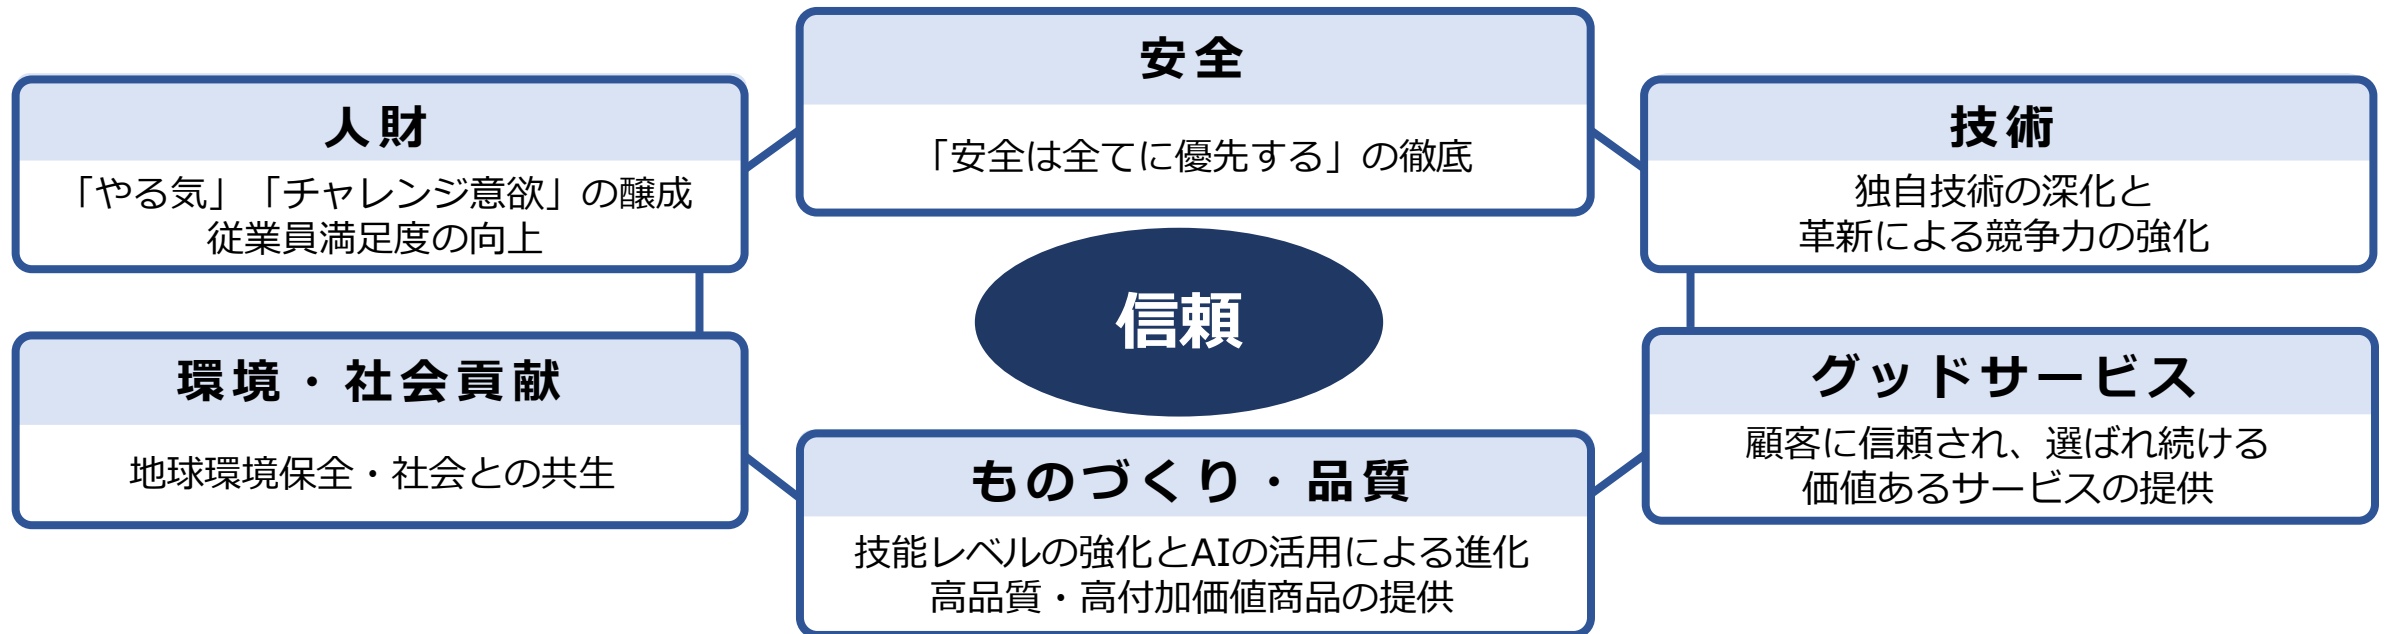 安全
「安全は全てに優先する」の徹底
人財
「やる気」「チャレンジ意欲」の醸成
従業員満足度の向上
技術
独自技術の深化と
革新による競争力の強化
信頼
環境・社会貢献
地球環境保全・社会との共生
グッドサービス
顧客に信頼され、選ばれ続ける
価値あるサービスの提供
ものづくり・品質
技能レベルの強化とAIの活用による進化
高品質・高付加価値商品の提供